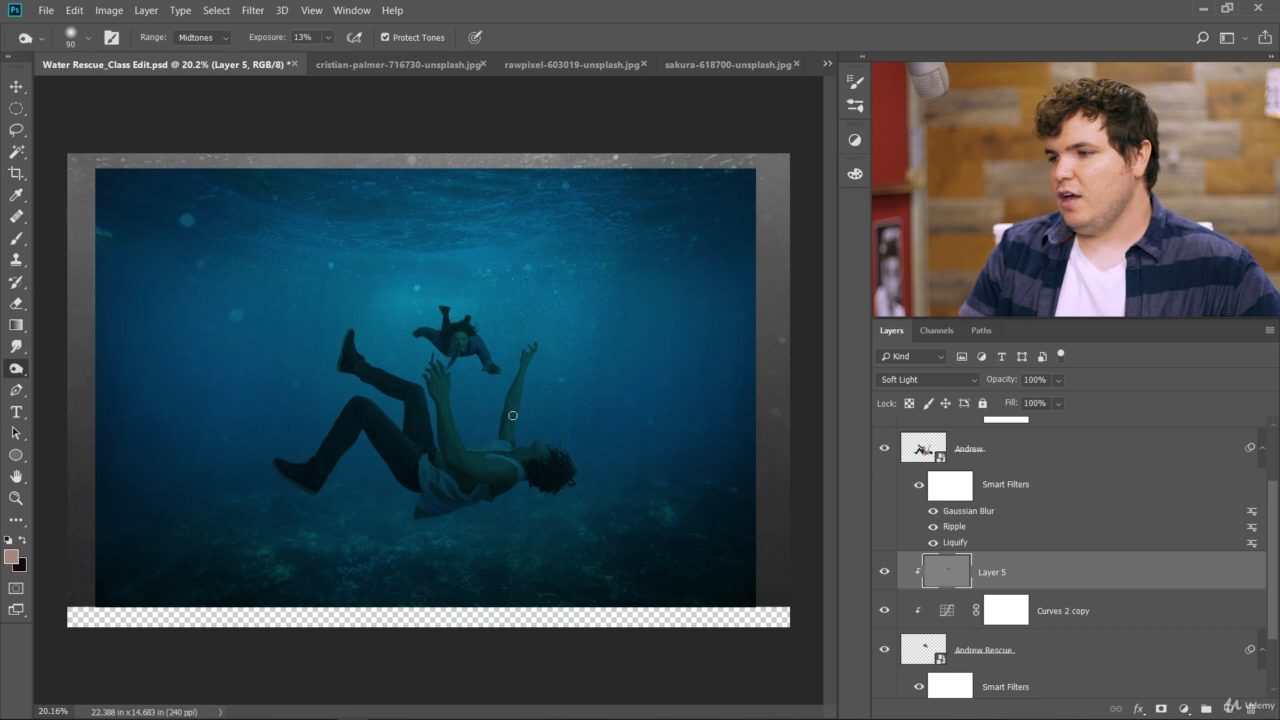 Ps File Edit Image Layer Type Select Filter 3D View Window Help
90 Range: Midtones Exposure: 13% Protect Tones
Water Rescue_Class Edit.psd @ 20.2% (Layer 5, RGB/8) * cristian-palmer-716730-unsplash.jpg rawpixel-603019-unsplash.jpg sakura-618700-unsplash.jpg
Layers Channels Paths
Kind
Soft Light Opacity: 100%
Lock: Fill: 100%
Andrew
Smart Filters
Gaussian Blur
Ripple
Liquify
Layer 5
Curves 2 copy
Andrew Rescue
Smart Filters
20.16% 22.388 in x 14.683 in (240 ppi)
fx
Udemy